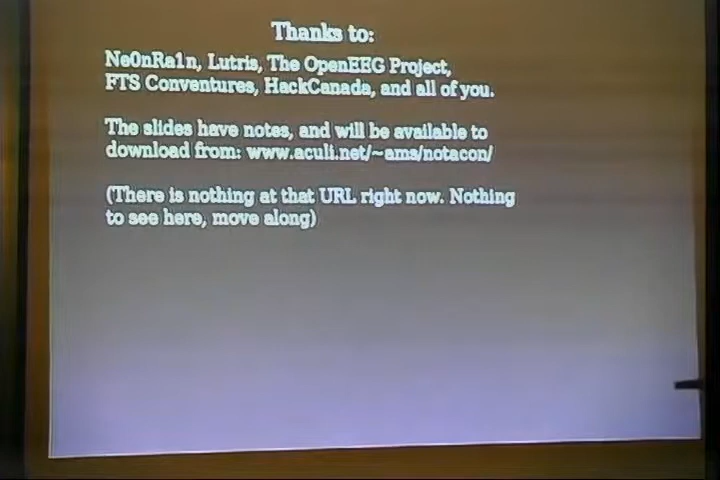 Thanks to:
Ne0nRa1n, Lutris, The OpenEEG Project,
FTS Conventures, HackCanada, and all of you.
The slides have notes, and will be available to
download from: www.aculi.net/~ams/notacon/
(There is nothing at that URL right now. Nothing
to see here, move along)